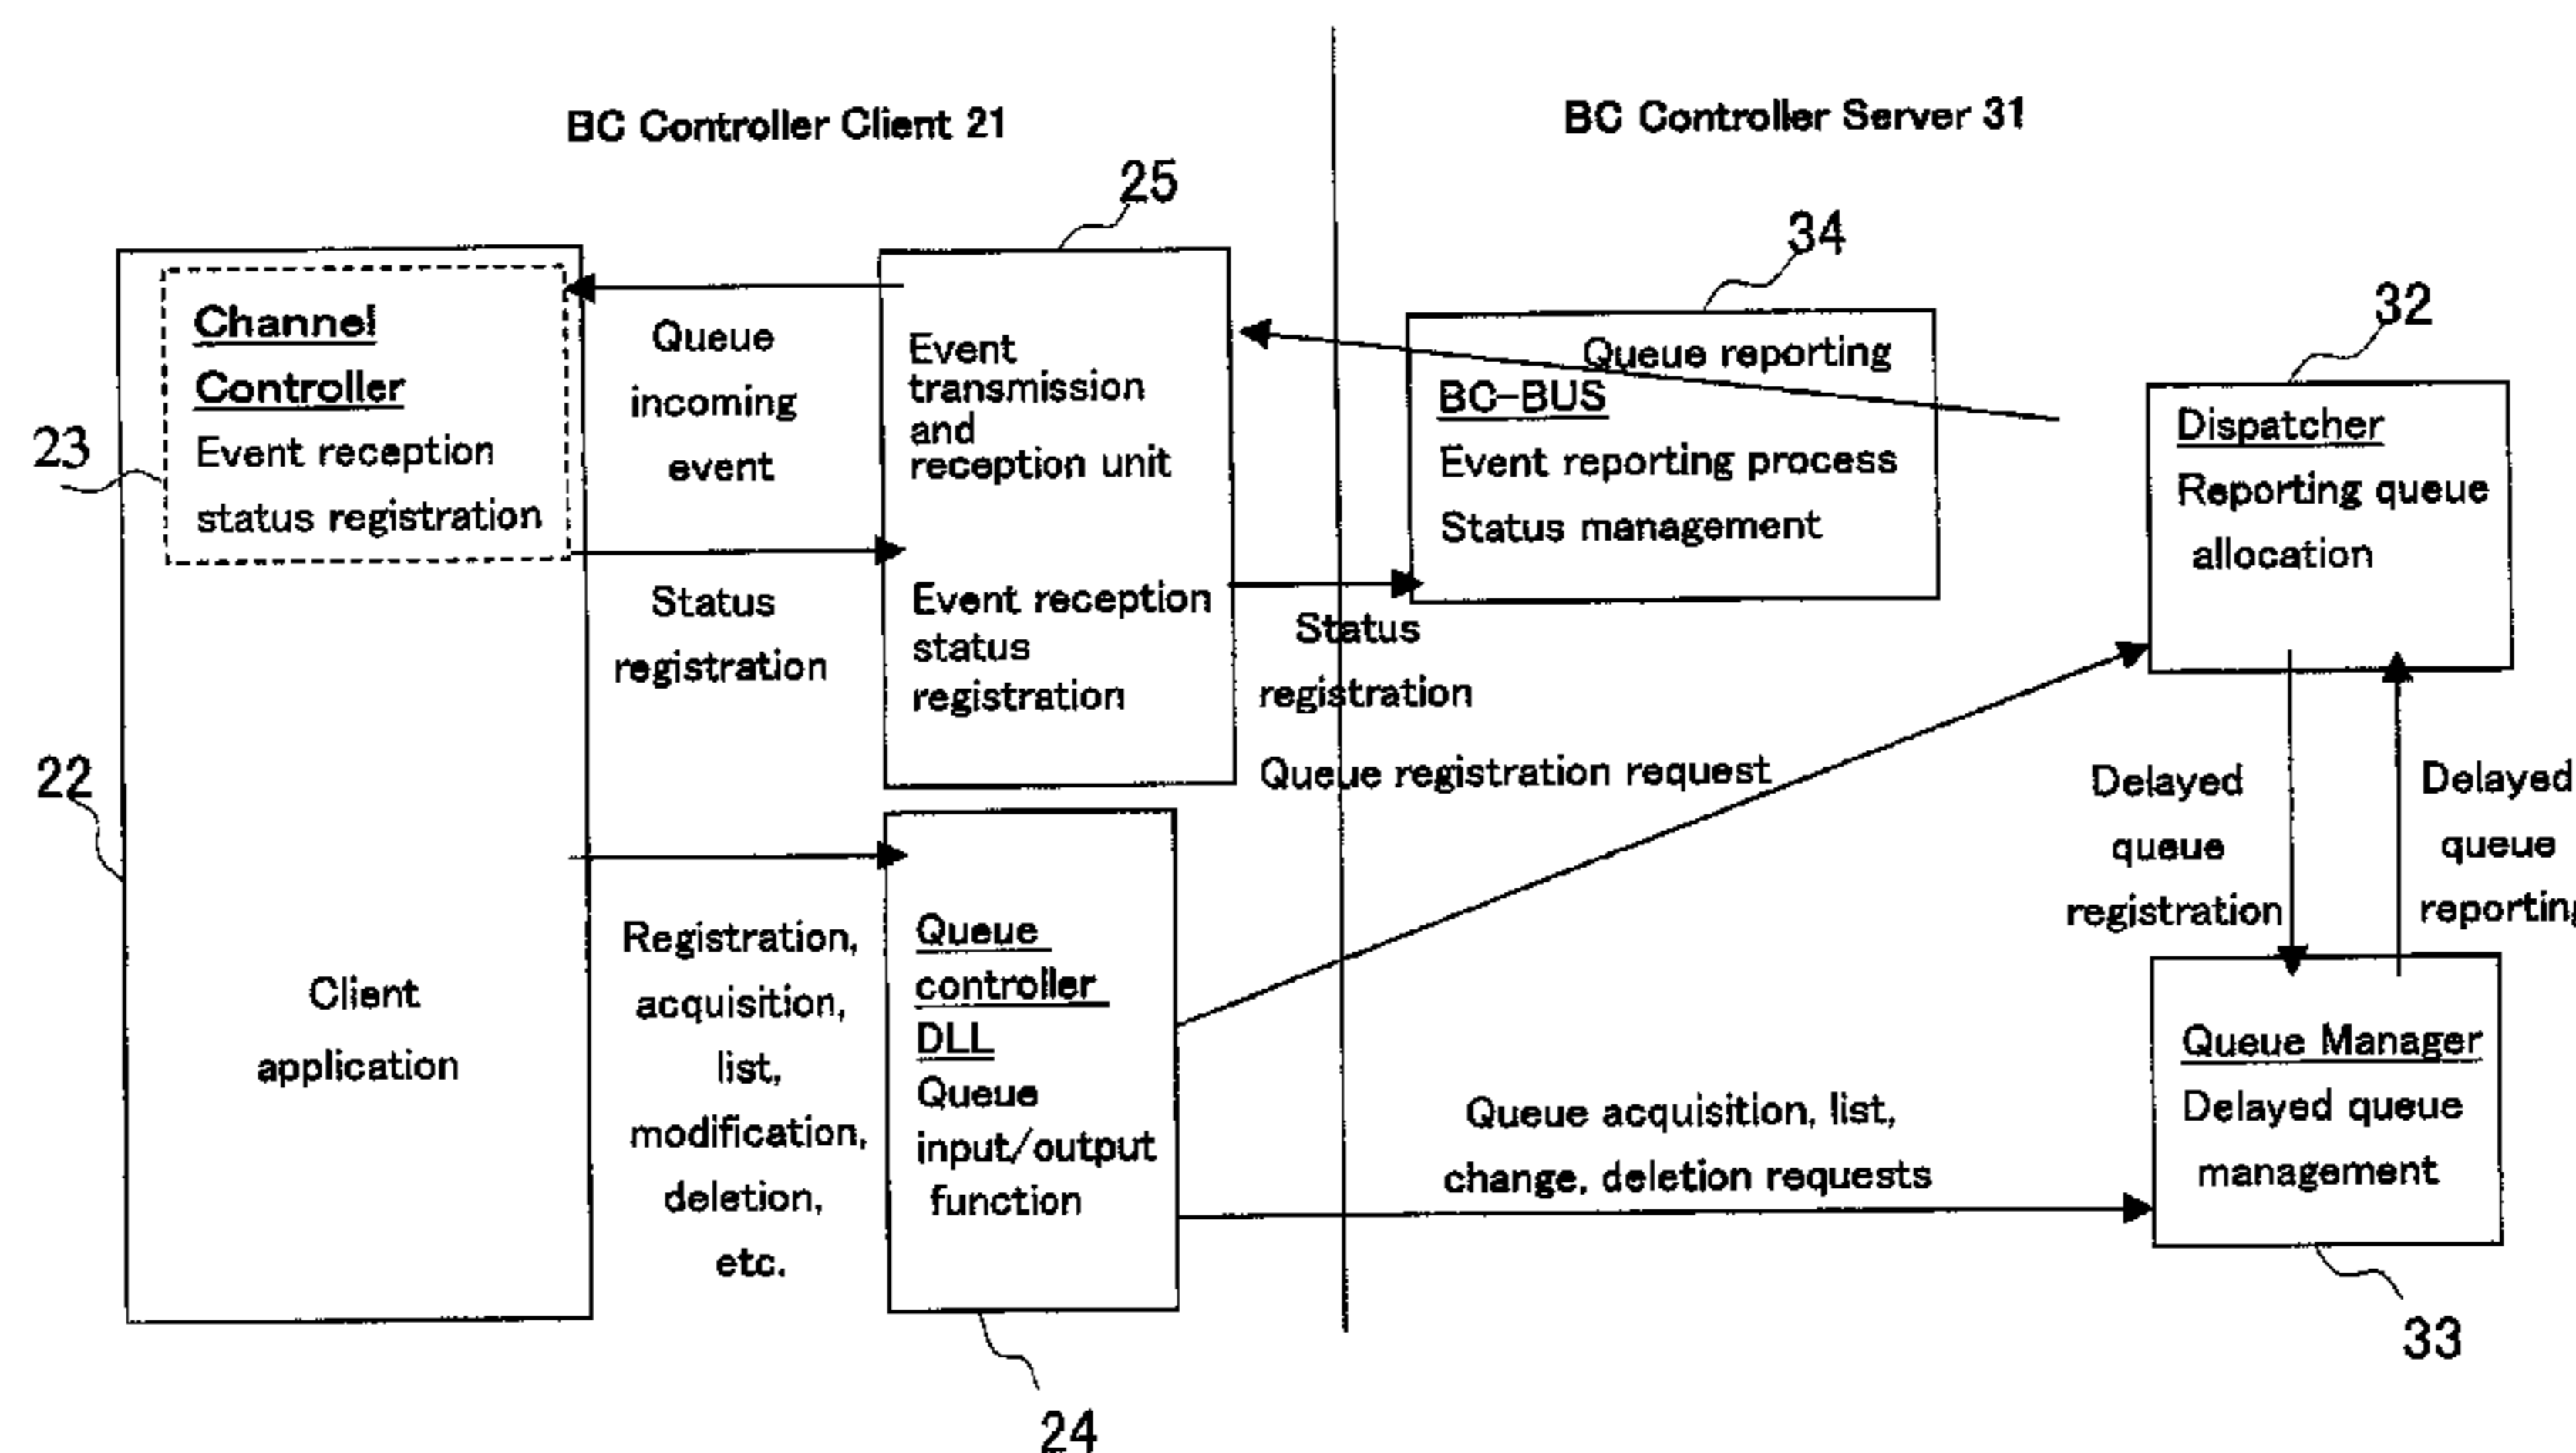 BC Controller Client 21
BC Controller Server 31
25
34
32
23
22
Channel
Controller
Event reception
status registration
Client
application
Queue
incoming
event
Status
registration
Registration,
acquisition,
list,
modification,
deletion,
etc.
Event
transmission
and
reception unit
Event reception
status
registration
Queue
controller
DLL
Queue
input/output
function
24
Queue reporting
BC-BUS
Event reporting process
Status management
Status
registration
Queue registration request
Queue acquisition, list,
change, deletion requests
Dispatcher
Reporting queue
allocation
Delayed
queue
registration
Delayed
queue
reporting
Queue Manager
Delayed queue
management
33